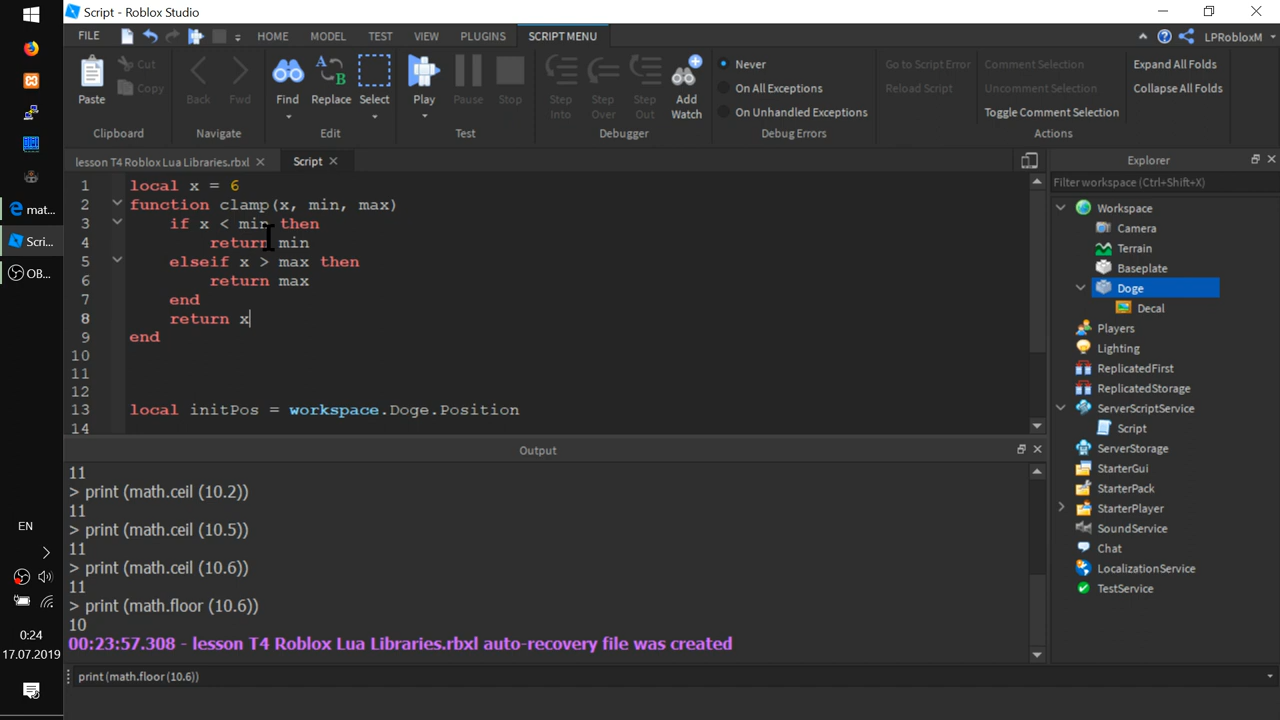 Script - Roblox Studio
FILE
HOME
MODEL
TEST
VIEW
PLUGINS
SCRIPT MENU
LPRobloxM
Paste
Cut
Copy
Clipboard
Back
Fwd
Navigate
Find
Replace
Select
Edit
Play
Pause
Stop
Test
Step Into
Step Over
Step Out
Add Watch
Debugger
Never
On All Exceptions
On Unhandled Exceptions
Debug Errors
Go to Script Error
Reload Script
Comment Selection
Uncomment Selection
Toggle Comment Selection
Expand All Folds
Collapse All Folds
Actions
lesson T4 Roblox Lua Libraries.rbxl
Script
1 local x = 6
2 function clamp(x, min, max)
3 if x < min then
4 return min
5 elseif x > max then
6 return max
7 end
8 return x
9 end
10
11
12
13 local initPos = workspace.Doge.Position
14
Output
11
> print (math.ceil (10.2))
11
> print (math.ceil (10.5))
11
> print (math.ceil (10.6))
11
> print (math.floor (10.6))
10
00:23:57.308 - lesson T4 Roblox Lua Libraries.rbxl auto-recovery file was created
print (math.floor (10.6))
Explorer
Filter workspace (Ctrl+Shift+X)
Workspace
Camera
Terrain
Baseplate
Doge
Decal
Players
Lighting
ReplicatedFirst
ReplicatedStorage
ServerScriptService
Script
ServerStorage
StarterGui
StarterPack
StarterPlayer
SoundService
Chat
LocalizationService
TestService
mat...
Scri...
OB...
EN
0:24
17.07.2019